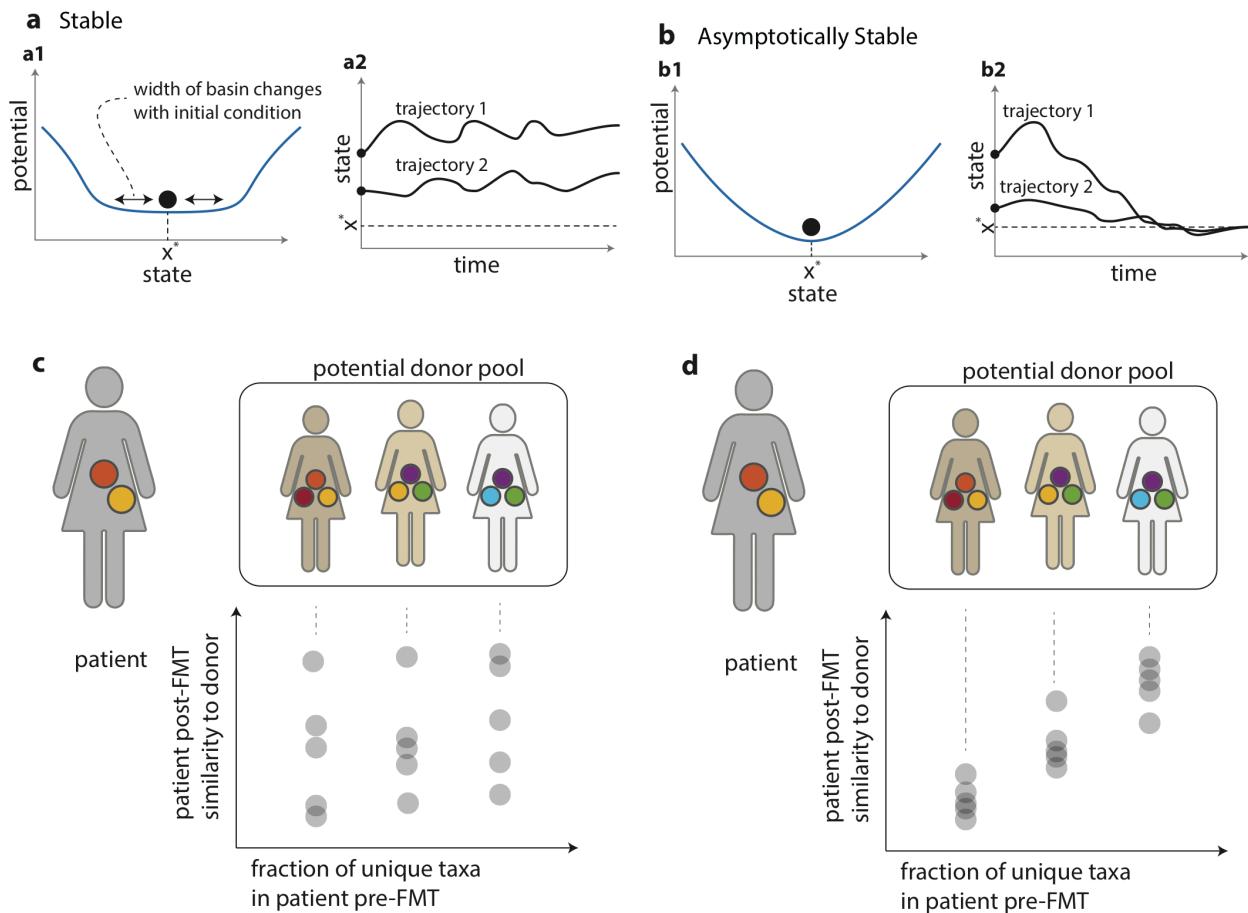 a Stable
a1
width of basin changes
with initial condition
potential
x*
state
a2
trajectory 1
trajectory 2
state
x*
time
b Asymptotically Stable
b1
potential
x*
state
b2
trajectory 1
trajectory 2
state
x*
time
c
potential donor pool
patient
patient post-FMT
similarity to donor
fraction of unique taxa
in patient pre-FMT
d
potential donor pool
patient
patient post-FMT
similarity to donor
fraction of unique taxa
in patient pre-FMT